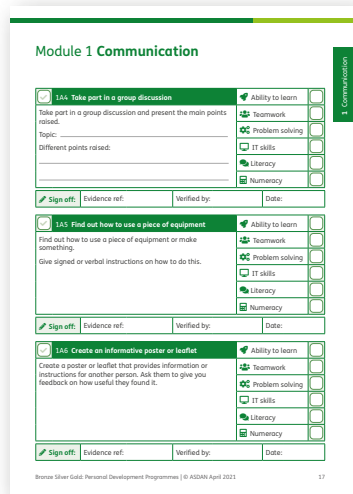 Module 1 Communication
1 Communication
1A4 Take part in a group discussion
Take part in a group discussion and present the main points
raised.
Topic:
Different points raised:
Ability to learn
Teamwork
Problem solving
IT skills
Literacy
Numeracy
Sign off: Evidence ref: Verified by: Date:
1A5 Find out how to use a piece of equipment
Find out how to use a piece of equipment or make
something.
Give signed or verbal instructions on how to do this.
Ability to learn
Teamwork
Problem solving
IT skills
Literacy
Numeracy
Sign off: Evidence ref: Verified by: Date:
1A6 Create an informative poster or leaflet
Create a poster or leaflet that provides information or
instructions for another person. Ask them to give you
feedback on how useful they found it.
Ability to learn
Teamwork
Problem solving
IT skills
Literacy
Numeracy
Sign off: Evidence ref: Verified by: Date:
Bronze Silver Gold: Personal Development Programmes | © ASDAN April 2021 17